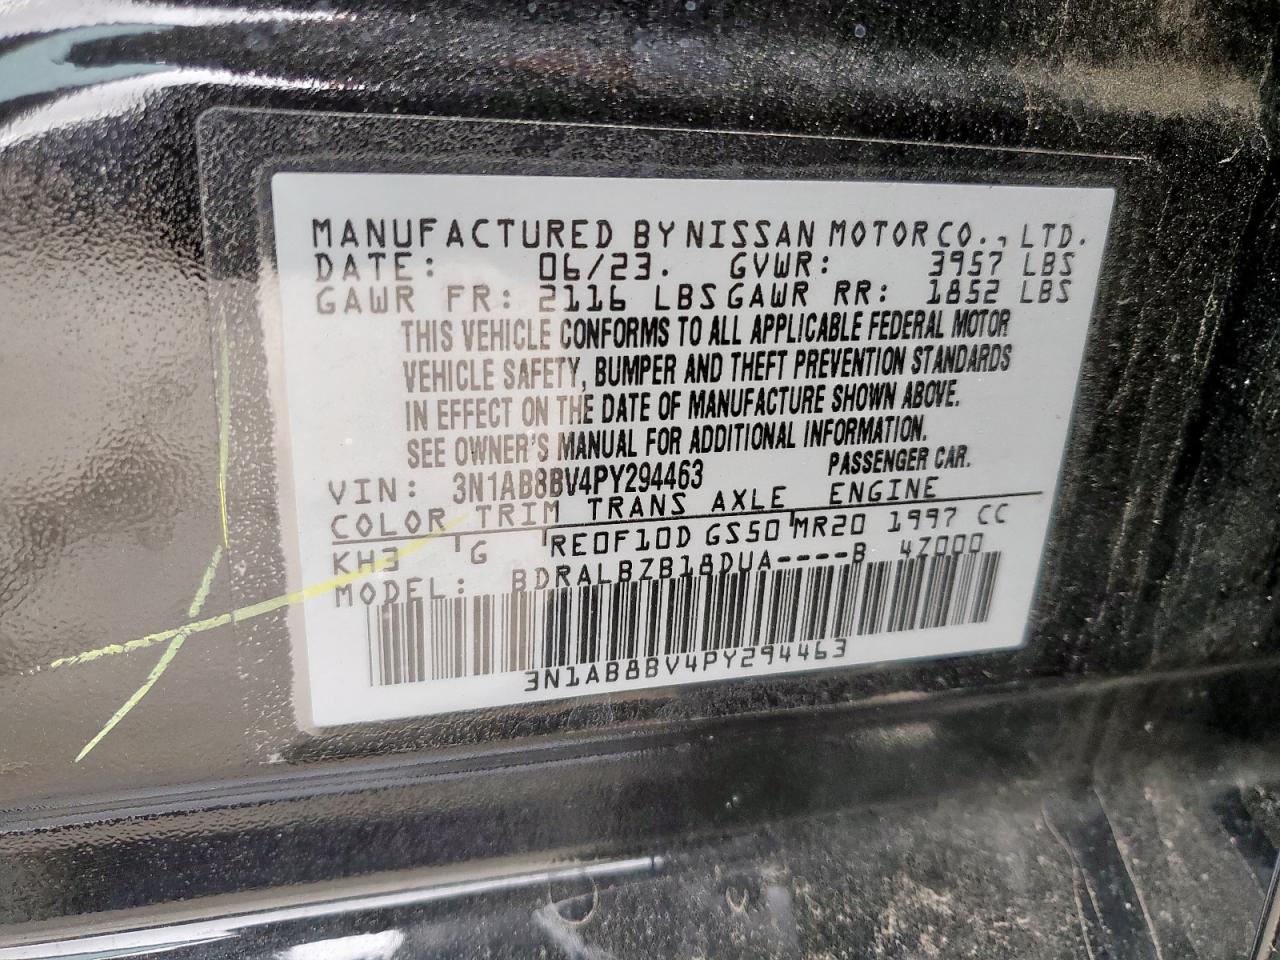 MANUFACTURED BY NISSAN MOTOR CO., LTD.
DATE: 06/23. GVWR: 3957 LBS
GAWR FR: 2116 LBS GAWR RR: 1852 LBS
THIS VEHICLE CONFORMS TO ALL APPLICABLE FEDERAL MOTOR
VEHICLE SAFETY, BUMPER AND THEFT PREVENTION STANDARDS
IN EFFECT ON THE DATE OF MANUFACTURE SHOWN ABOVE.
SEE OWNER'S MANUAL FOR ADDITIONAL INFORMATION.
VIN: 3N1AB8BV4PY294463 PASSENGER CAR.
COLOR TRIM TRANS AXLE ENGINE
KH3 G RE0F10D GS50 MR20 1997 CC
MODEL: BDRALBZB18DUA----B 47000
3N1AB8BV4PY294463